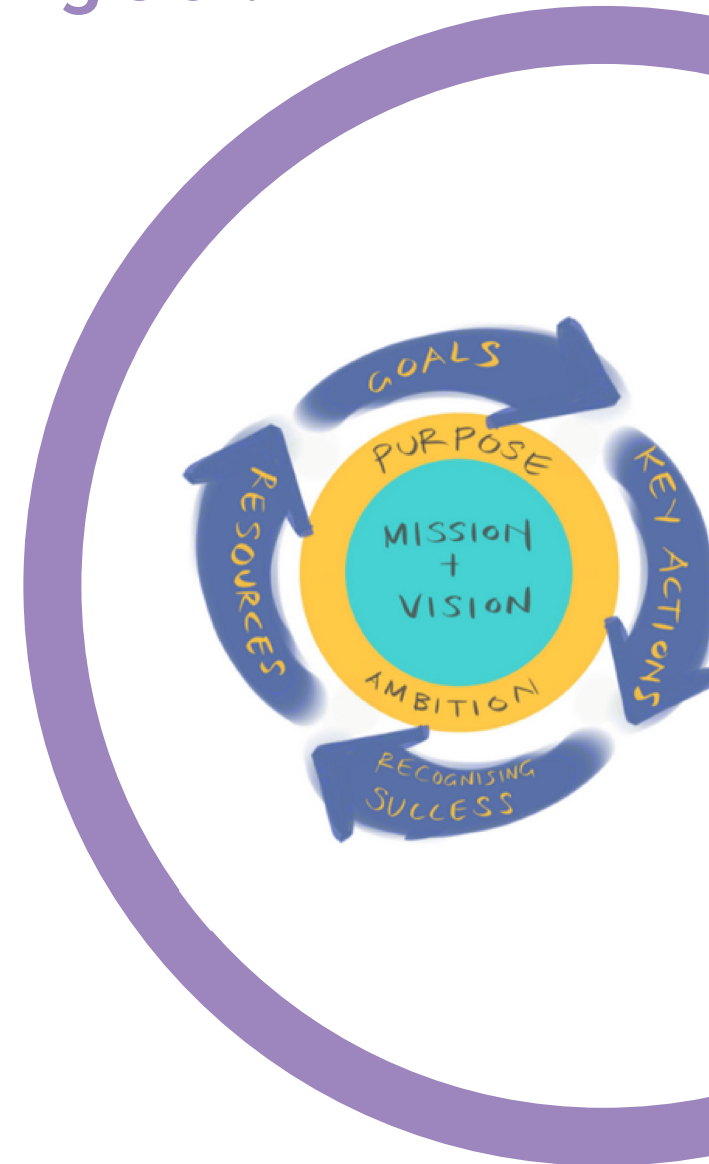 GOALS
KEY ACTIONS
RECOGNISING
SUCCESS
RESOURCES
PURPOSE
MISSION
+
VISION
AMBITION